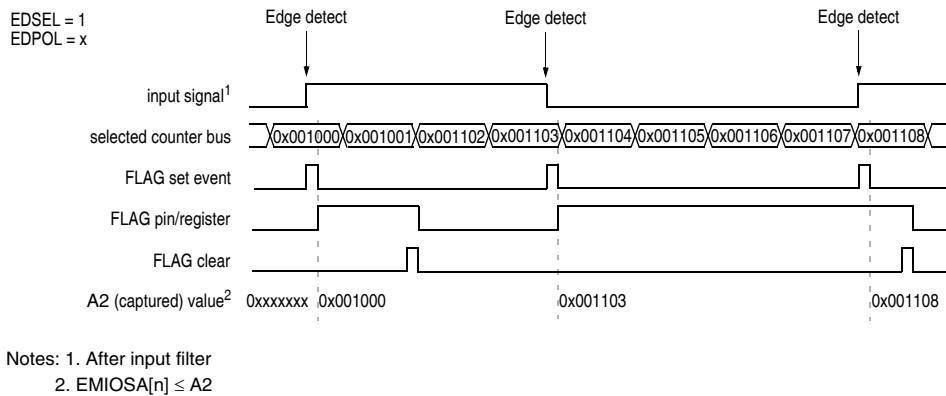 EDSEL = 1
EDPOL = x
Edge detect Edge detect Edge detect
input signal1
selected counter bus 0x001000 0x001001 0x001102 0x001103 0x001104 0x001105 0x001106 0x001107 0x001108
FLAG set event
FLAG pin/register
FLAG clear
A2 (captured) value2 0xxxxxxx 0x001000 0x001103 0x001108
Notes: 1. After input filter
2. EMIOSA[n] ≤ A2